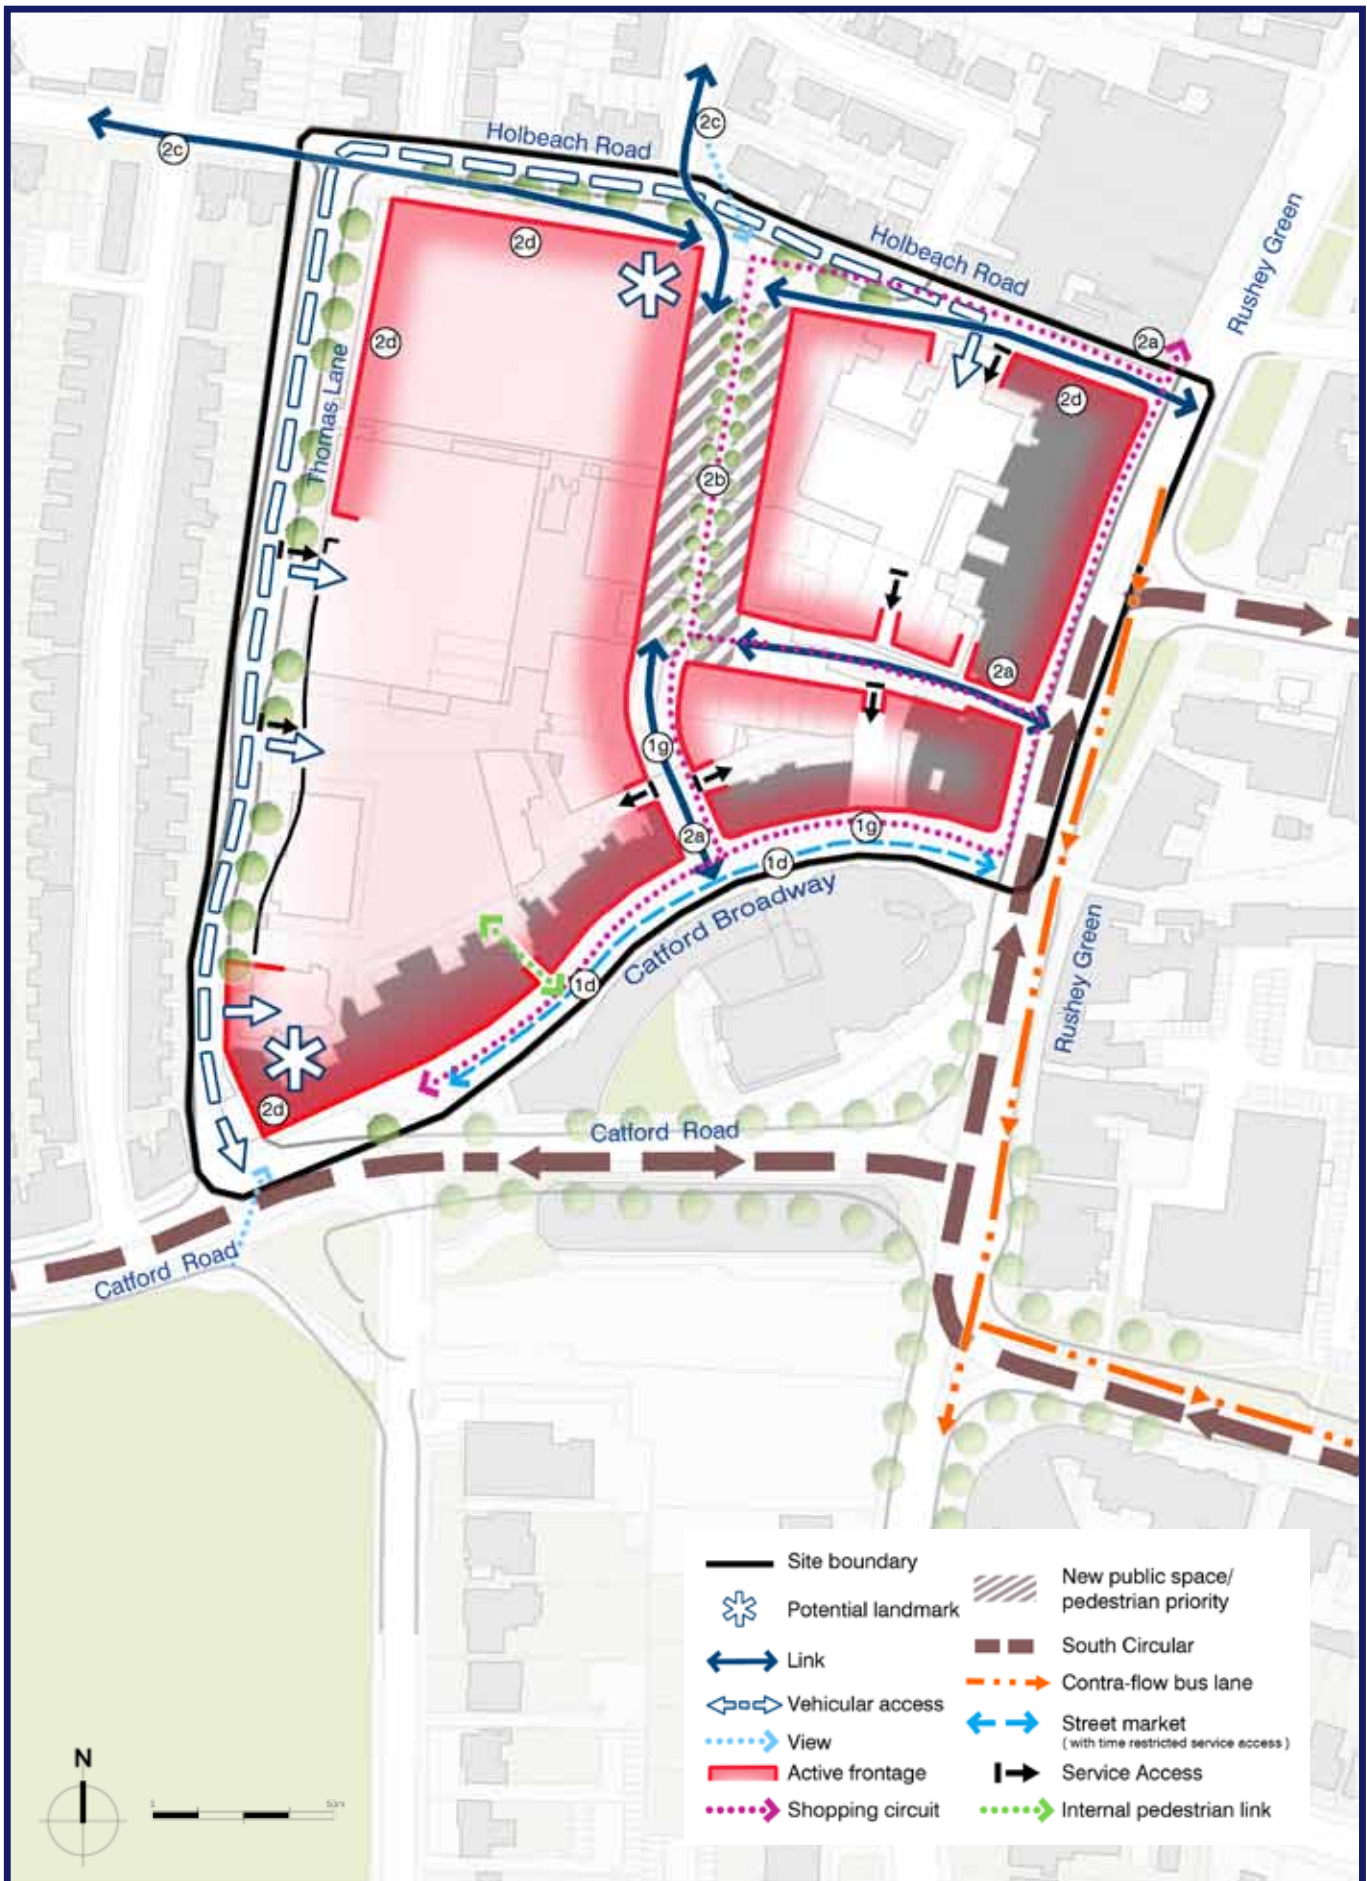 2c
2c
Holbeach Road
Holbeach Road
Rushey Green
2d
2a
2d
2d
Thomas Lane
2b
2a
1g
2a
1g
1d
Catford Broadway
1d
Rushey Green
2d
Catford Road
Catford Road
Site boundary
Potential landmark
Link
Vehicular access
View
Active frontage
Shopping circuit
New public space/
pedestrian priority
South Circular
Contra-flow bus lane
Street market
( with time restricted service access )
Service Access
Internal pedestrian link
N